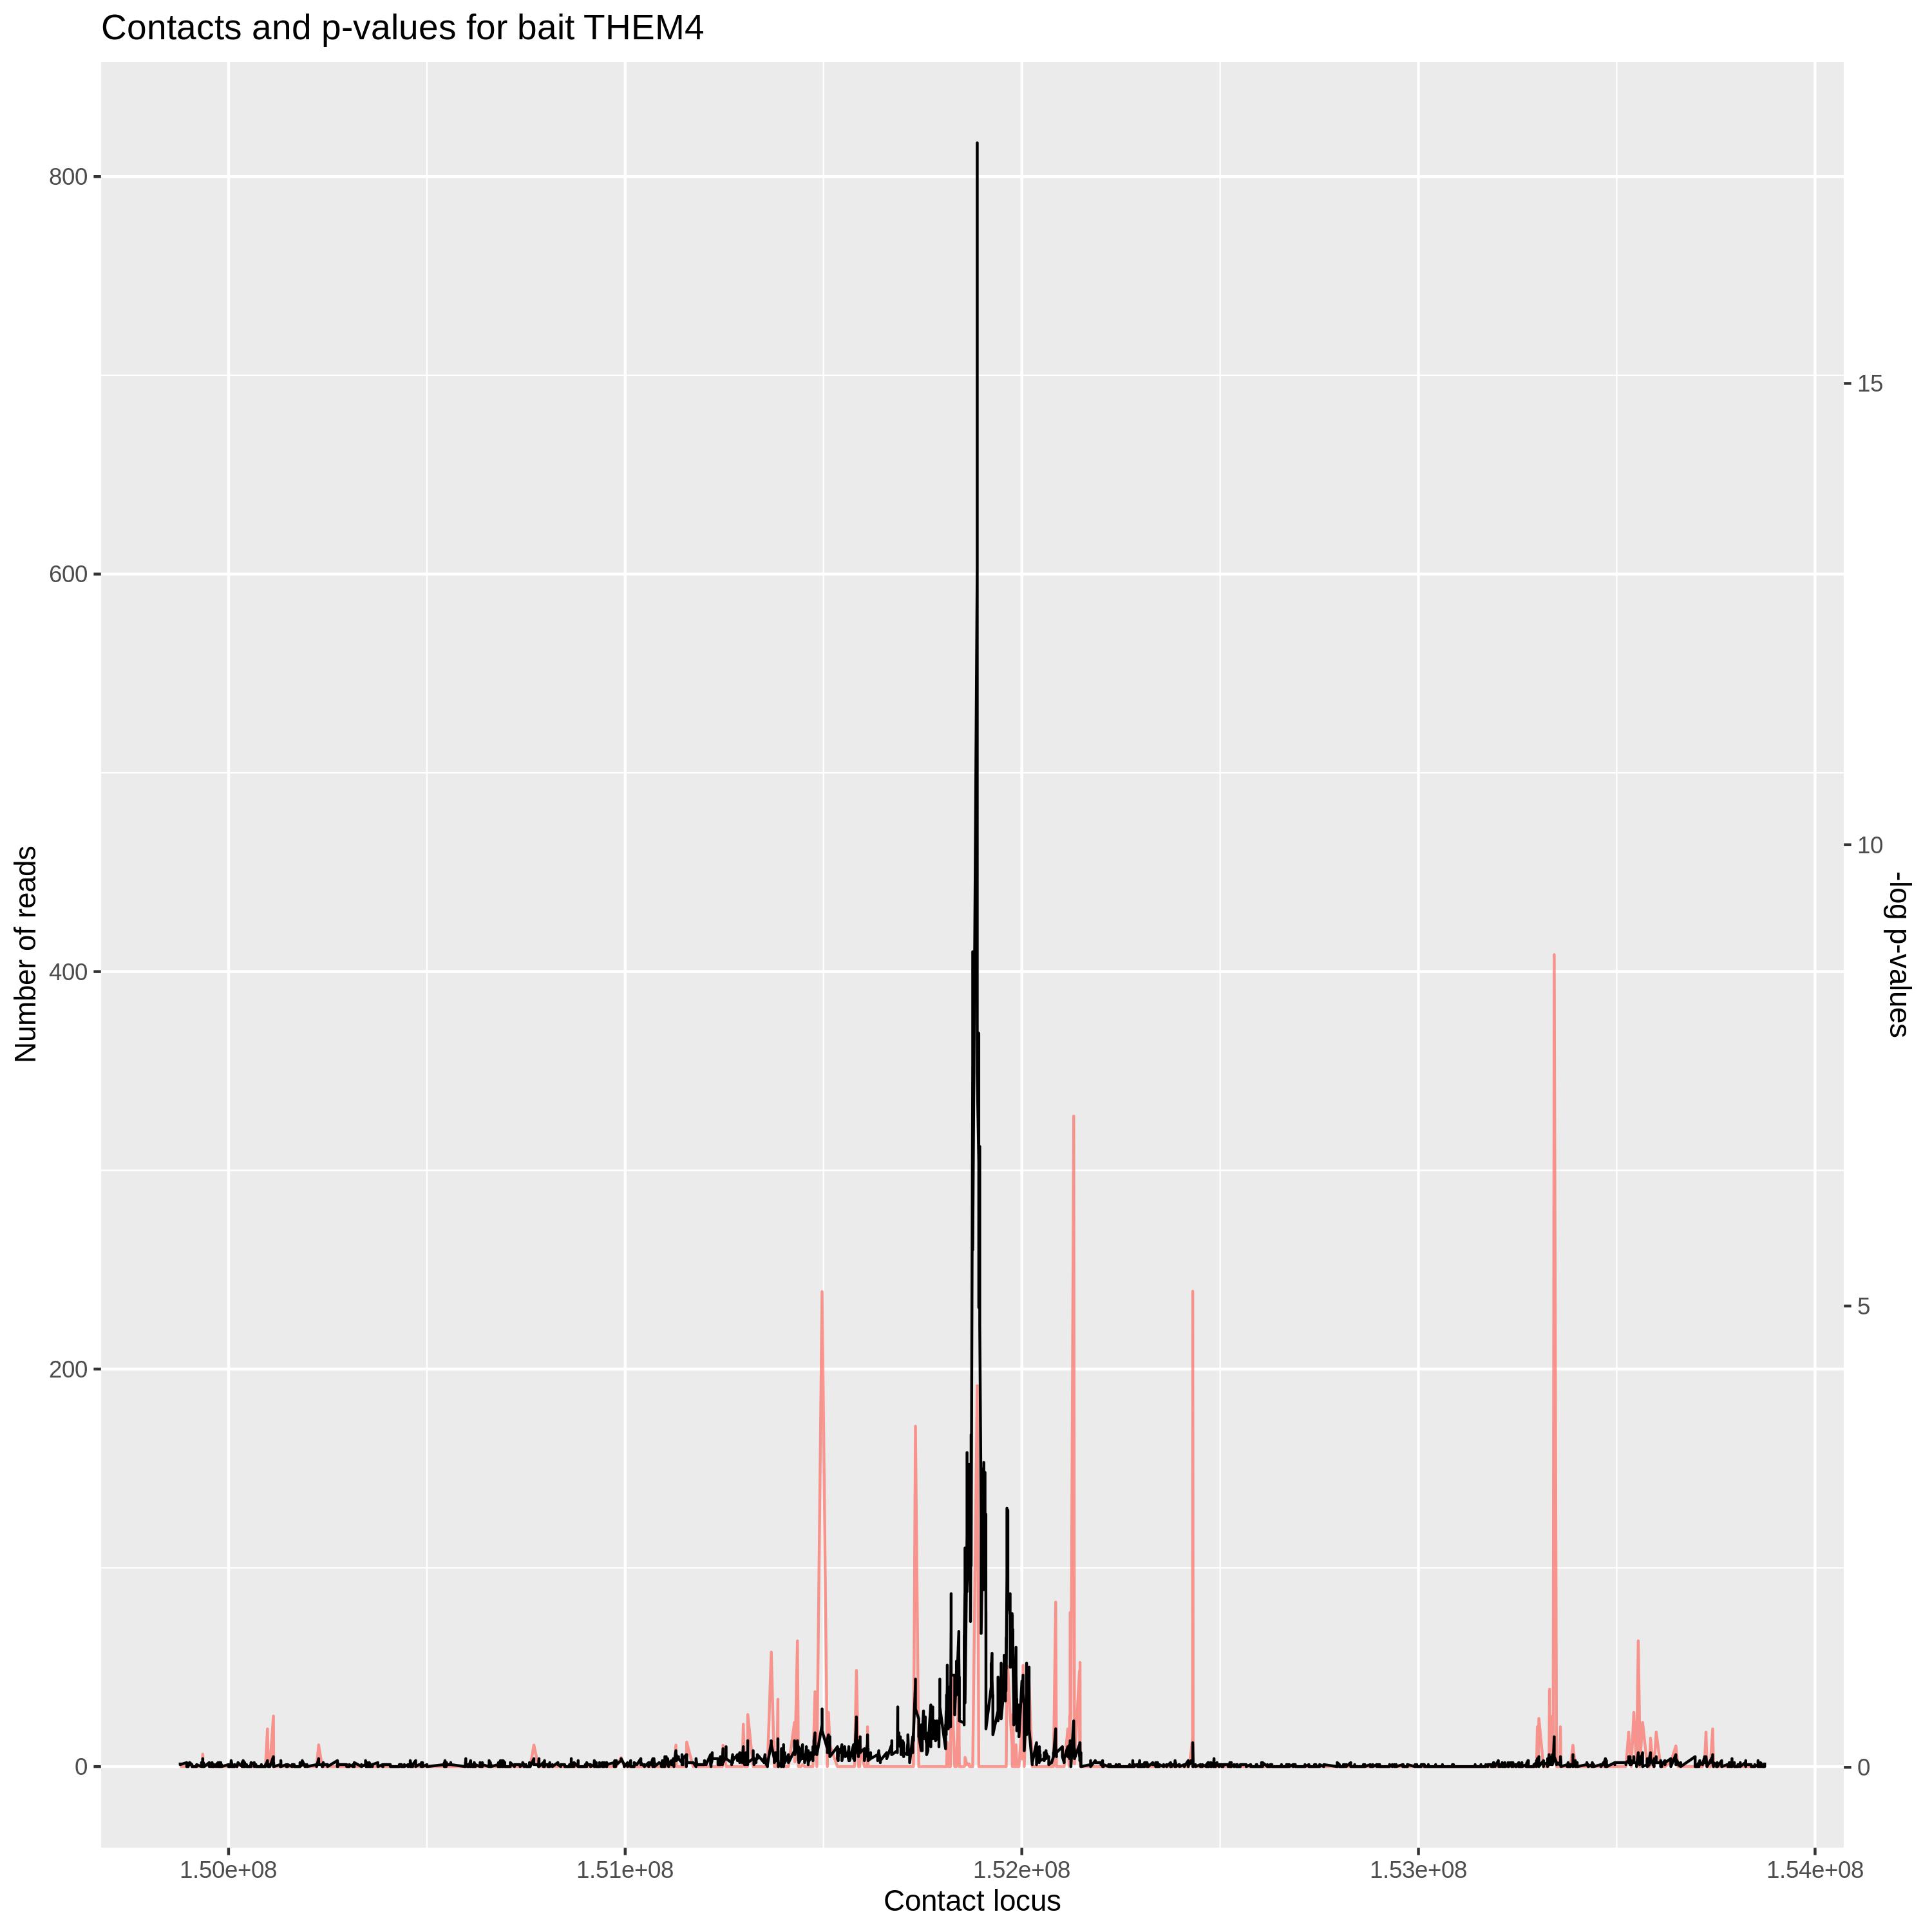 Contacts and p-values for bait THEM4
800
600
400
200
0
Number of reads
15
10
5
0
-log p-values
1.50e+08 1.51e+08 1.52e+08 1.53e+08 1.54e+08
Contact locus